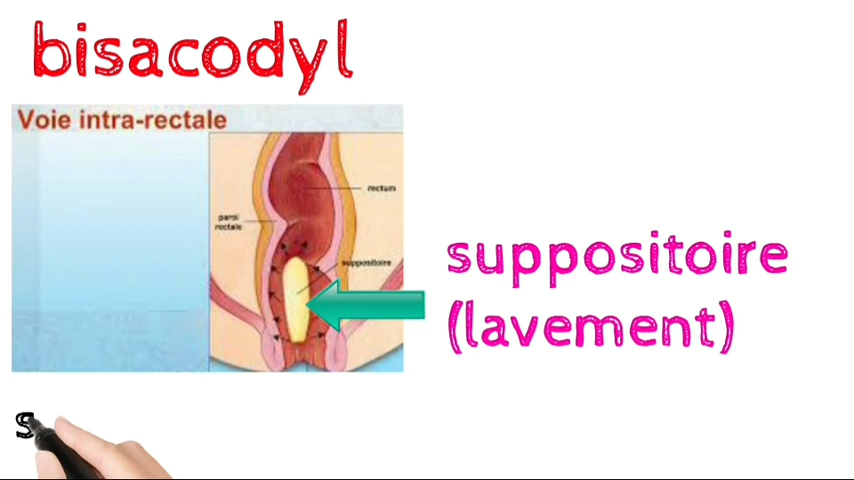 bisacodyl
Voie intra-rectale
rectum
paroi
rectale
suppositoire
suppositoire
(lavement)
s